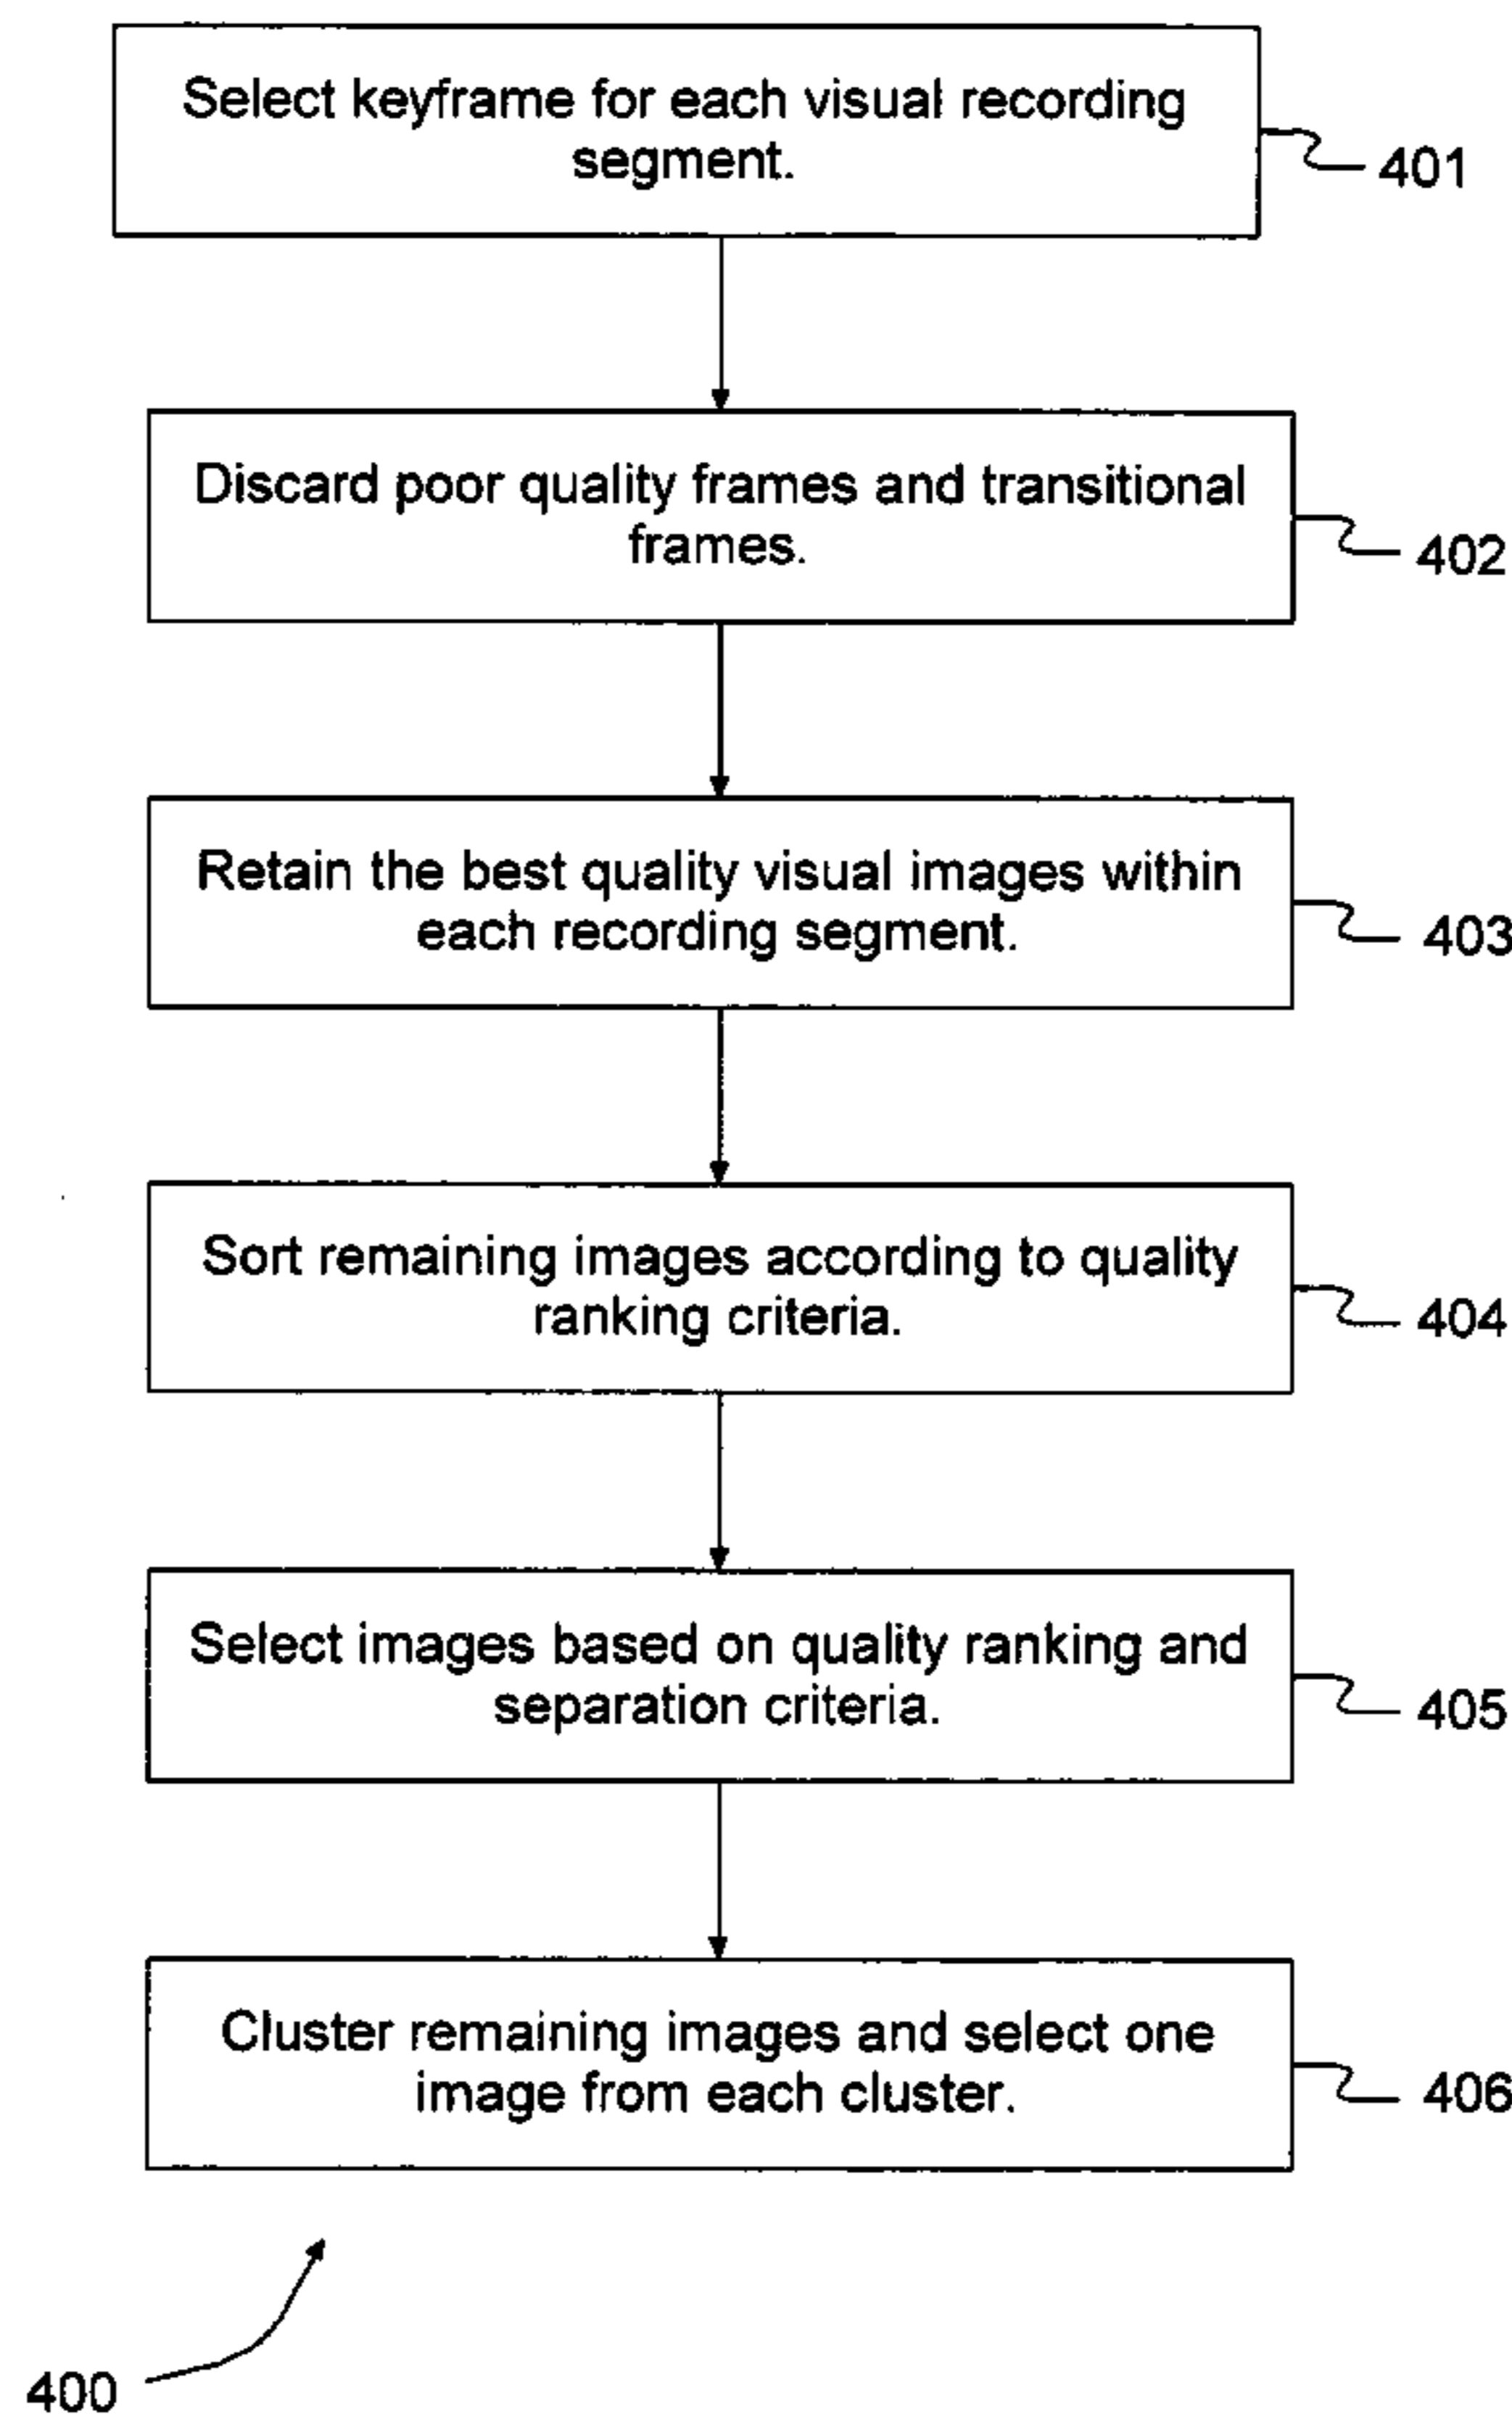 Select keyframe for each visual recording
segment.
401
Discard poor quality frames and transitional
frames.
402
Retain the best quality visual images within
each recording segment.
403
Sort remaining images according to quality
ranking criteria.
404
Select images based on quality ranking and
separation criteria.
405
Cluster remaining images and select one
image from each cluster.
406
400